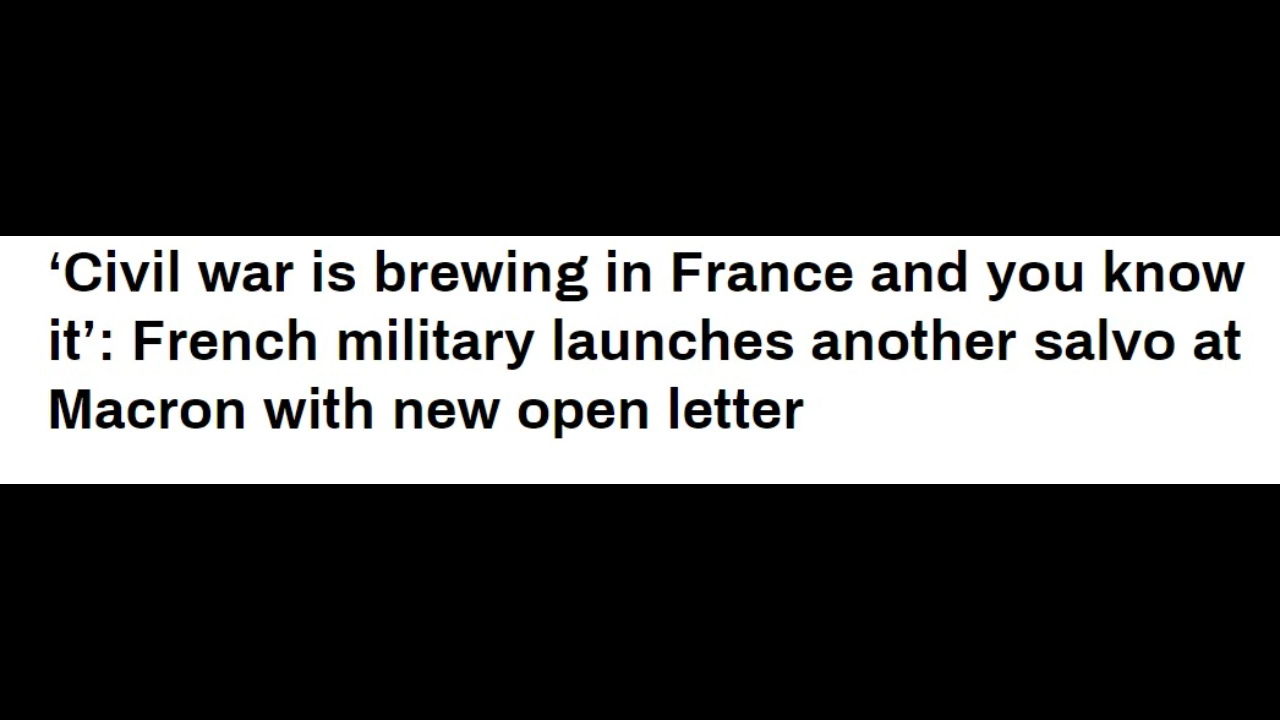 ‘Civil war is brewing in France and you know
it’: French military launches another salvo at
Macron with new open letter